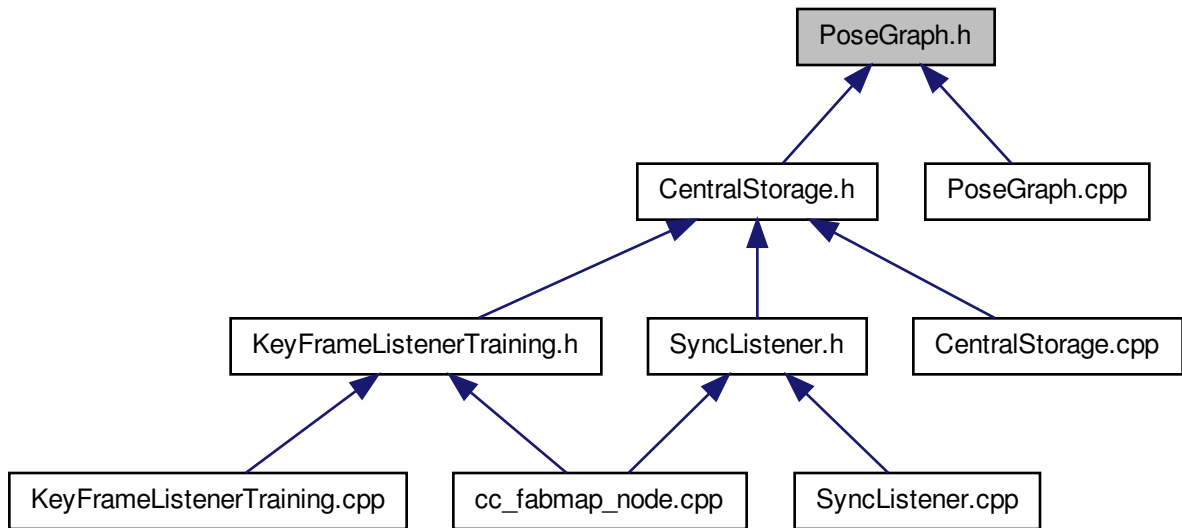 PoseGraph.h
CentralStorage.h
PoseGraph.cpp
KeyFrameListenerTraining.h
SyncListener.h
CentralStorage.cpp
KeyFrameListenerTraining.cpp
cc_fabmap_node.cpp
SyncListener.cpp